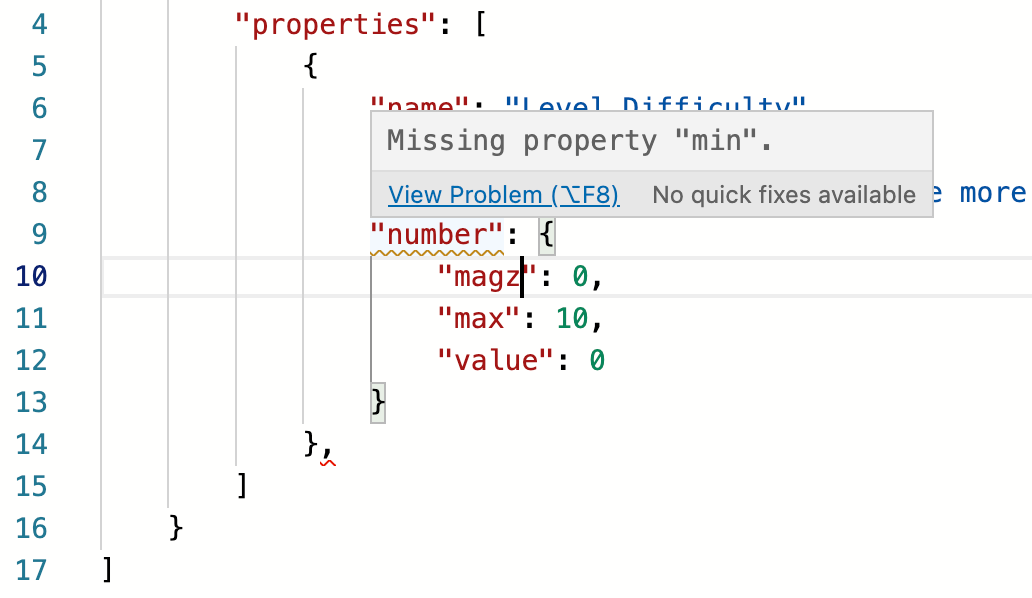 4 "properties": [
5 {
6 "name": "Level Difficulty"
7
Missing property "min".
8 e more
View Problem (⌥F8) No quick fixes available
9 "number": {
10 "magz": 0,
11 "max": 10,
12 "value": 0
13 }
14 },
15 ]
16 }
17 ]